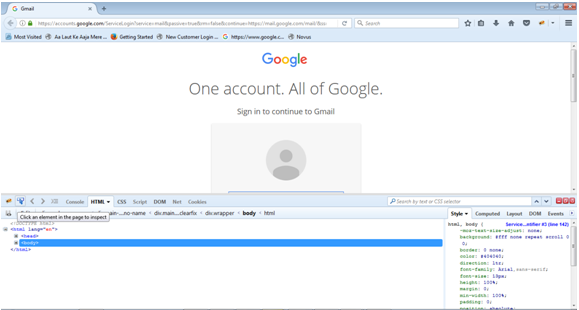 Gmail
https://accounts.google.com/ServiceLogin?service=mail&passive=true&rm=false&continue=https://mail.google.com/mail/&ss
Search
Most Visited Aa Laut Ke Aaja Mere ... Getting Started New Customer Login ... https://www.google.c... Novus
Google
One account. All of Google.
Sign in to continue to Gmail
Console HTML CSS Script DOM Net Cookies
Search by text or CSS selector
Click an element in the page to inspect
main-...no-name > div.main...clearfix < div.wrapper < body < html
Style Computed Layout DOM Events
<!DOCTYPE html>
<html lang="en">
<head>
<body>
</html>
html, body { Service...ntifier #3 (line 142)
-moz-text-size-adjust: none;
background: #fff none repeat scroll 0
0;
border: 0 none;
color: #404040;
direction: ltr;
font-family: Arial,sans-serif;
font-size: 13px;
height: 100%;
margin: 0;
min-width: 100%;
padding: 0;
position: absolute;